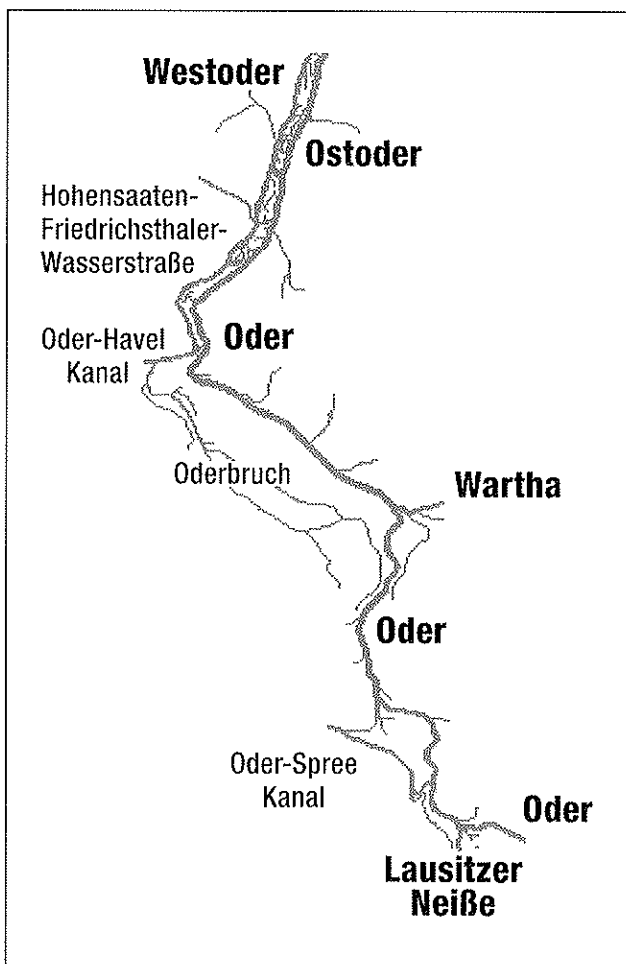 Westoder
Ostoder
Hohensaaten-
Friedrichsthaler-
Wasserstraße
Oder-Havel
Kanal
Oder
Oderbruch
Wartha
Oder
Oder-Spree
Kanal
Oder
Lausitzer
Neiße